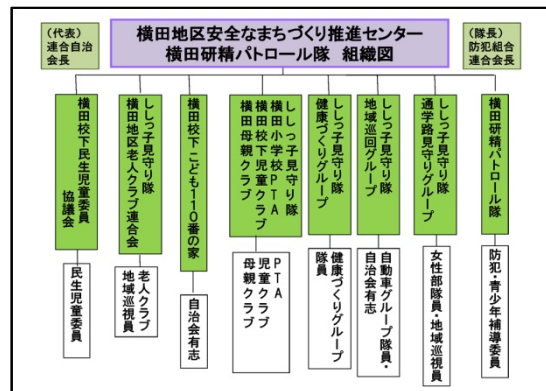 (代表)
連合自治
会長
横田地区安全なまちづくり推進センター
横田研精パトロール隊 組織図
(隊長)
防犯組合
連合会長
横田校下民生児童委員
協議会
民生児童委員
ししっ子見守り隊
横田地区老人クラブ連合会
老人クラブ
地域巡視員
横田校下 こども110番の家
自治会有志
ししっ子見守り隊
横田小学校PTA
横田校下児童クラブ
横田母親クラブ
PTA
児童クラブ
母親クラブ
ししっ子見守り隊
健康づくりグループ
健康づくりグループ
隊員
ししっ子見守り隊
地域巡回グループ
自動車グループ隊員・
自治会有志
ししっ子見守り隊
通学路見守りグループ
女性部隊員・地域巡視員
横田研精パトロール隊
防犯・青少年補導委員